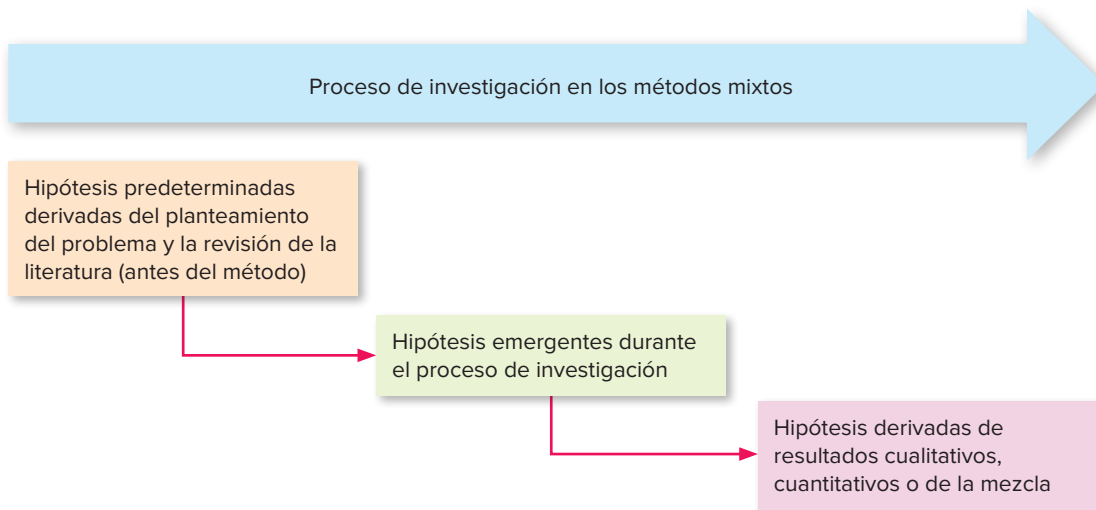 Proceso de investigación en los métodos mixtos
Hipótesis predeterminadas
derivadas del planteamiento
del problema y la revisión de la
literatura (antes del método)
Hipótesis emergentes durante
el proceso de investigación
Hipótesis derivadas de
resultados cualitativos,
cuantitativos o de la mezcla